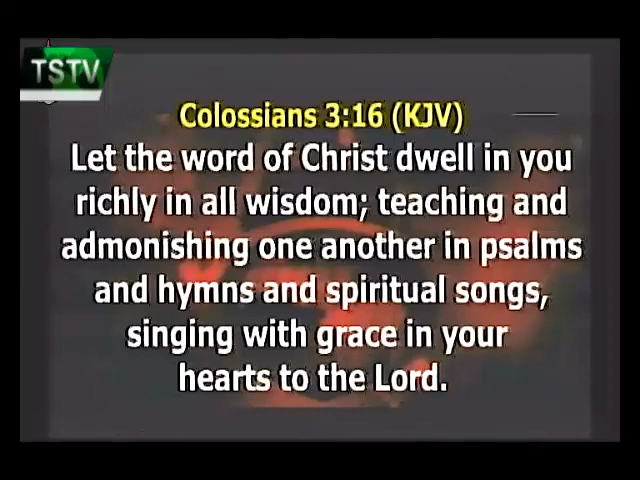 TSTV
Colossians 3:16 (KJV)
Let the word of Christ dwell in you
richly in all wisdom; teaching and
admonishing one another in psalms
and hymns and spiritual songs,
singing with grace in your
hearts to the Lord.